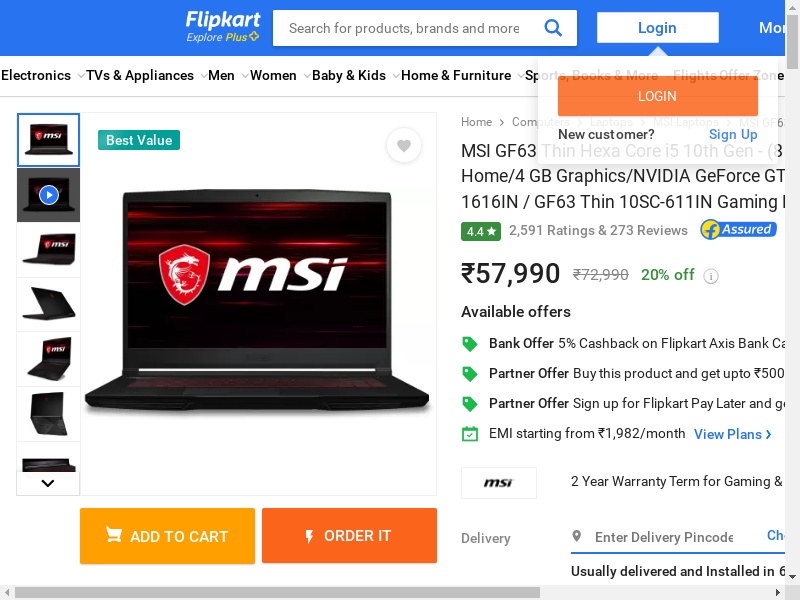 Flipkart
Explore Plus
Search for products, brands and more
Login
Electronics
TVs & Appliances
Men
Women
Baby & Kids
Home & Furniture
Sports, Books & More
Flights
Offer Zone
LOGIN
New customer? Sign Up
Home
Computers
Laptops
MSI Laptops
Best Value
MSI GF63 Thin Hexa Core i5 10th Gen - (8
Home/4 GB Graphics/NVIDIA GeForce GT
1616IN / GF63 Thin 10SC-611IN Gaming
4.4 ★ 2,591 Ratings & 273 Reviews Assured
₹57,990 ₹72,990 20% off
Available offers
Bank Offer 5% Cashback on Flipkart Axis Bank
Partner Offer Buy this product and get upto ₹500
Partner Offer Sign up for Flipkart Pay Later and
EMI starting from ₹1,982/month View Plans
msi
msi
2 Year Warranty Term for Gaming &
ADD TO CART
ORDER IT
Delivery
Enter Delivery Pincode
Usually delivered and Installed in 6